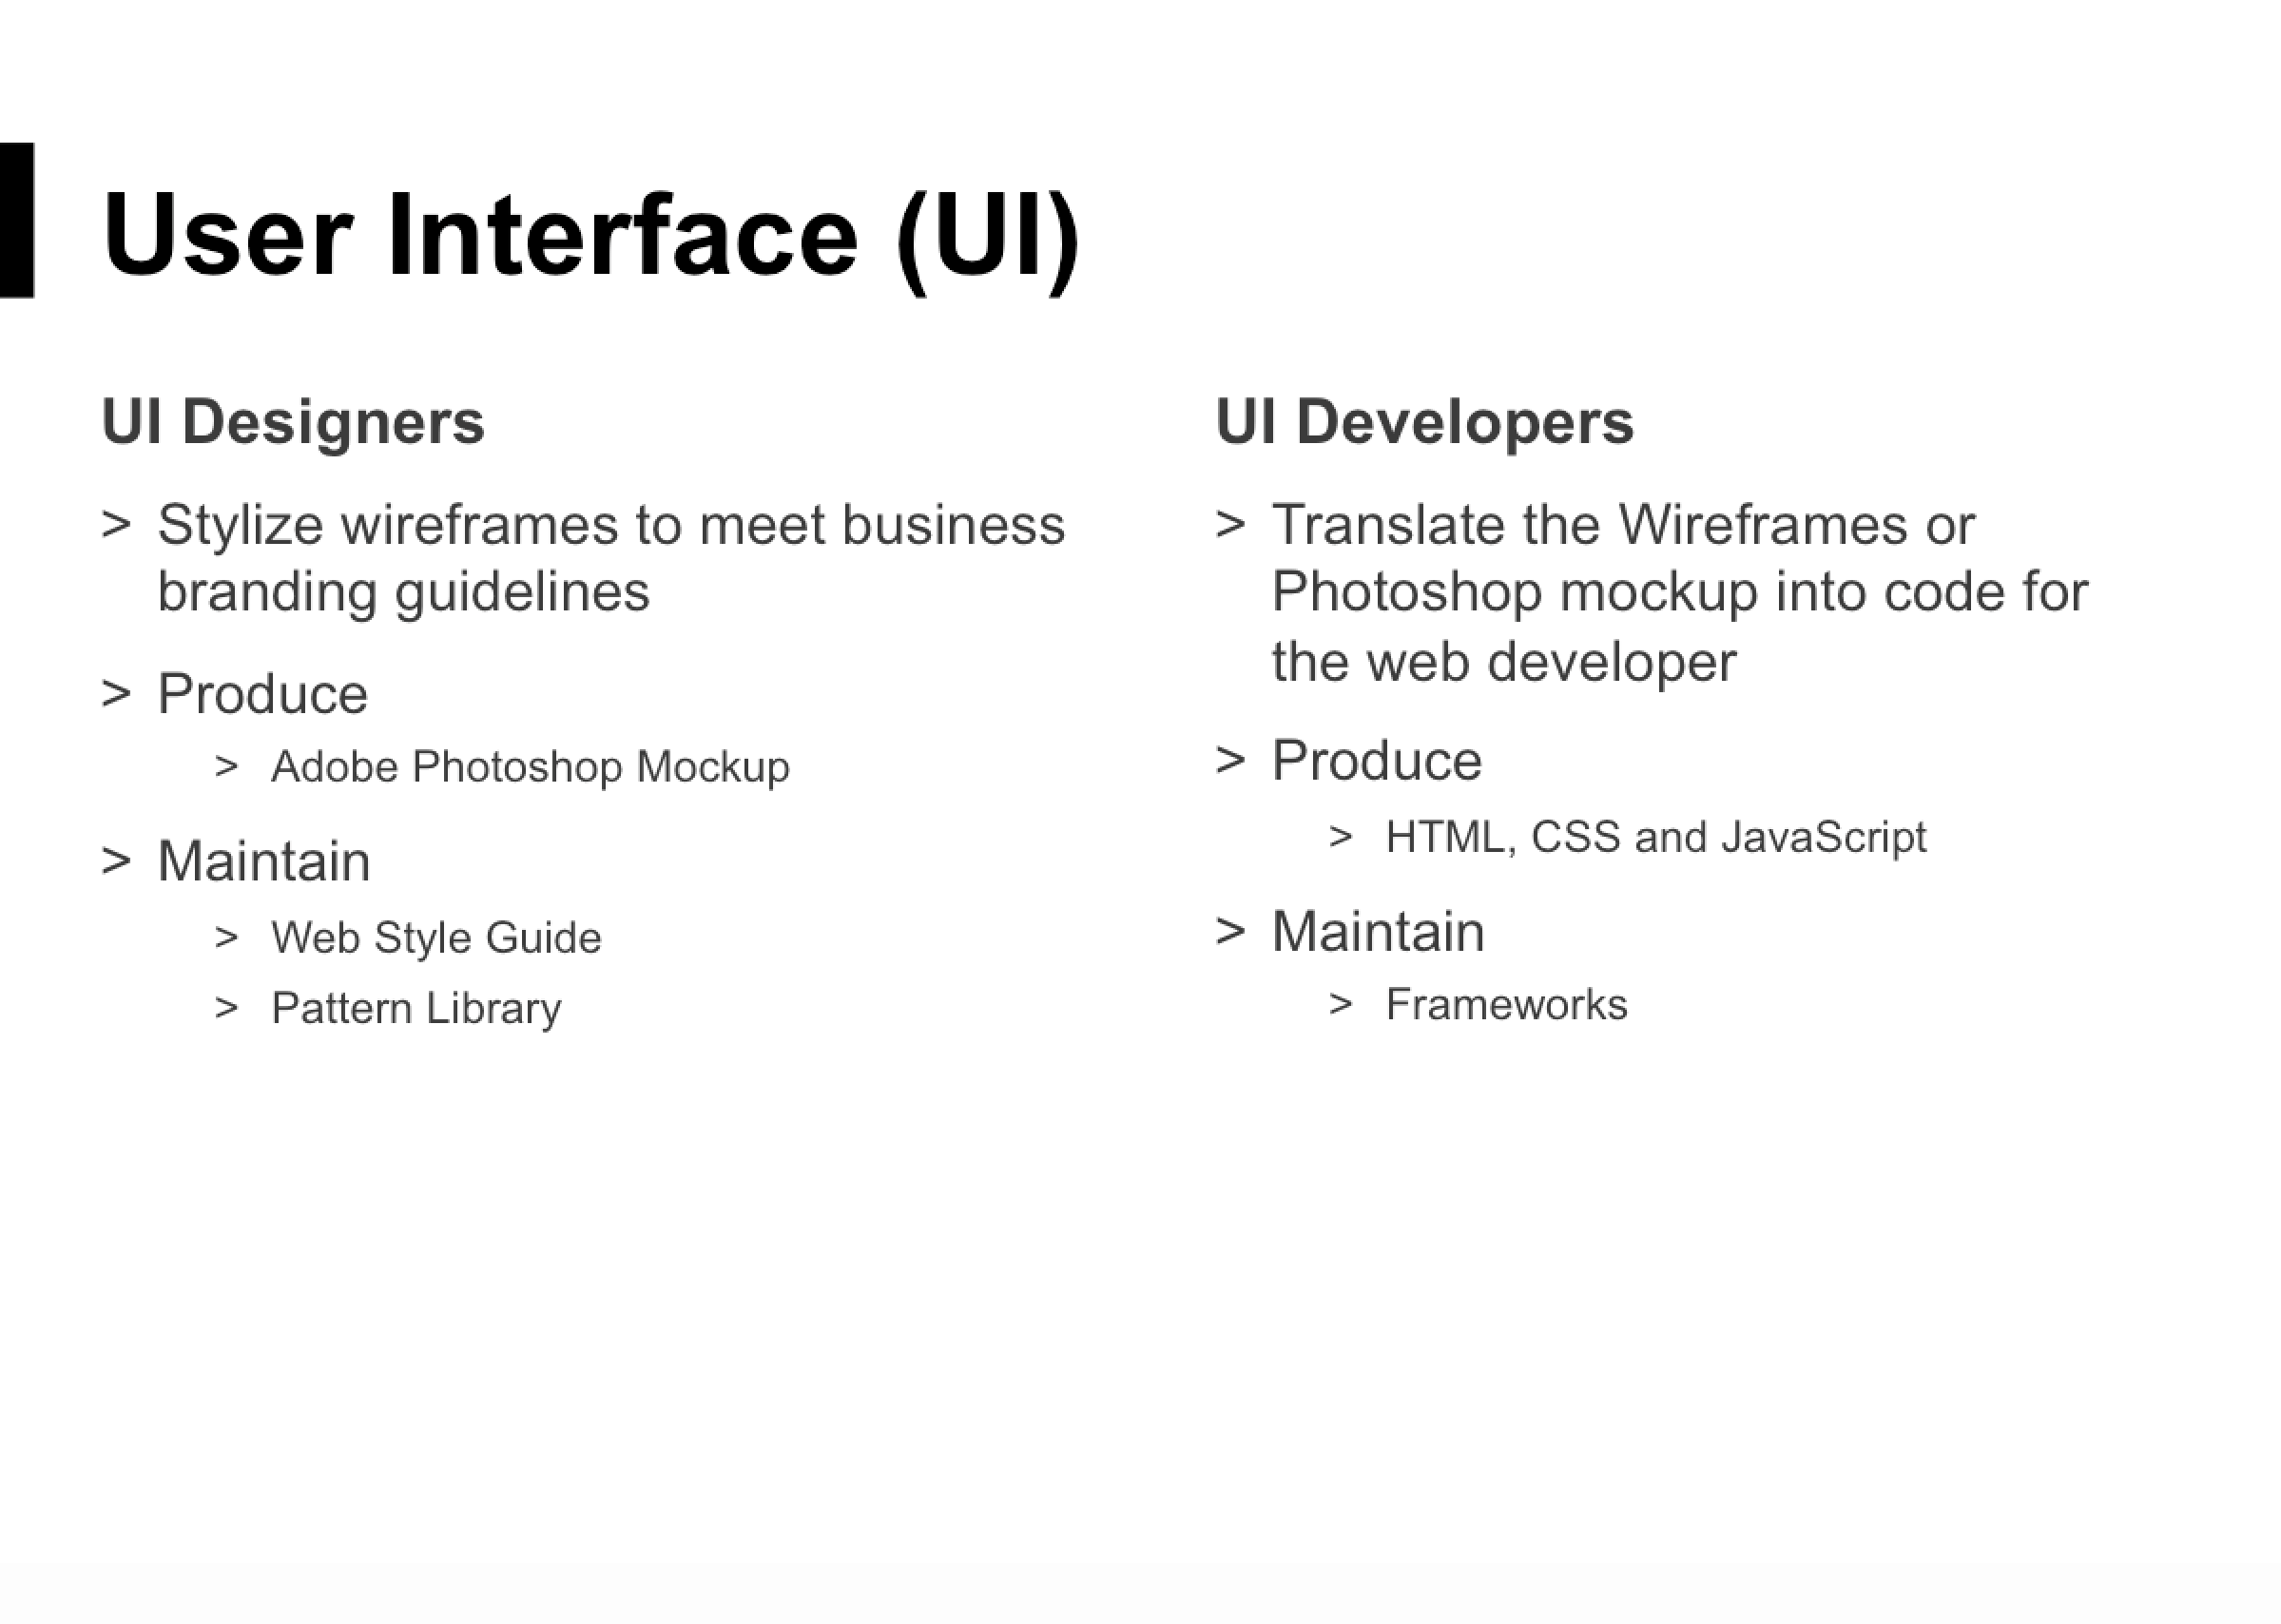 User Interface (UI)
UI Designers
> Stylize wireframes to meet business
branding guidelines
> Produce
> Adobe Photoshop Mockup
> Maintain
> Web Style Guide
> Pattern Library
UI Developers
> Translate the Wireframes or
Photoshop mockup into code for
the web developer
> Produce
> HTML, CSS and JavaScript
> Maintain
> Frameworks